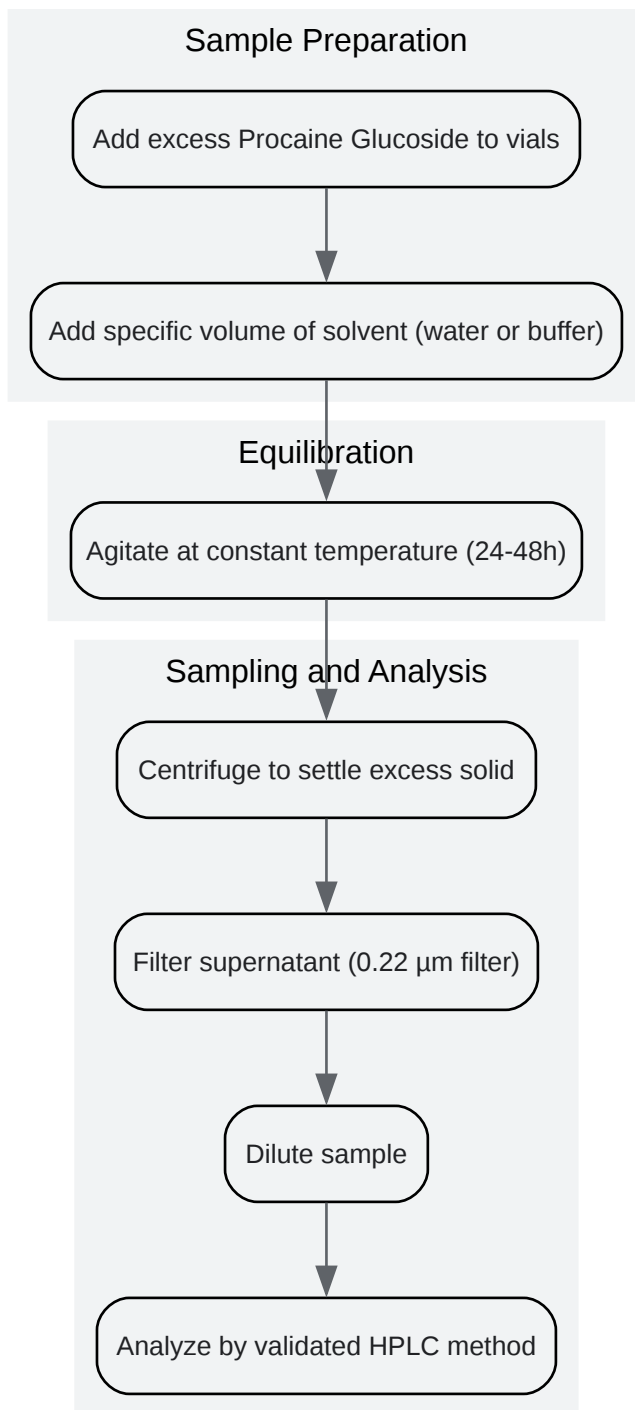 Sample Preparation
Add excess Procaine Glucoside to vials
Add specific volume of solvent (water or buffer)
Equilibration
Agitate at constant temperature (24-48h)
Sampling and Analysis
Centrifuge to settle excess solid
Filter supernatant (0.22 µm filter)
Dilute sample
Analyze by validated HPLC method